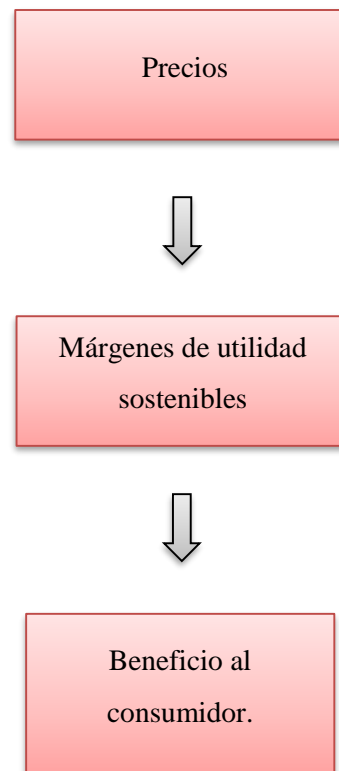 Precios
Márgenes de utilidad
sostenibles
Beneficio al
consumidor.